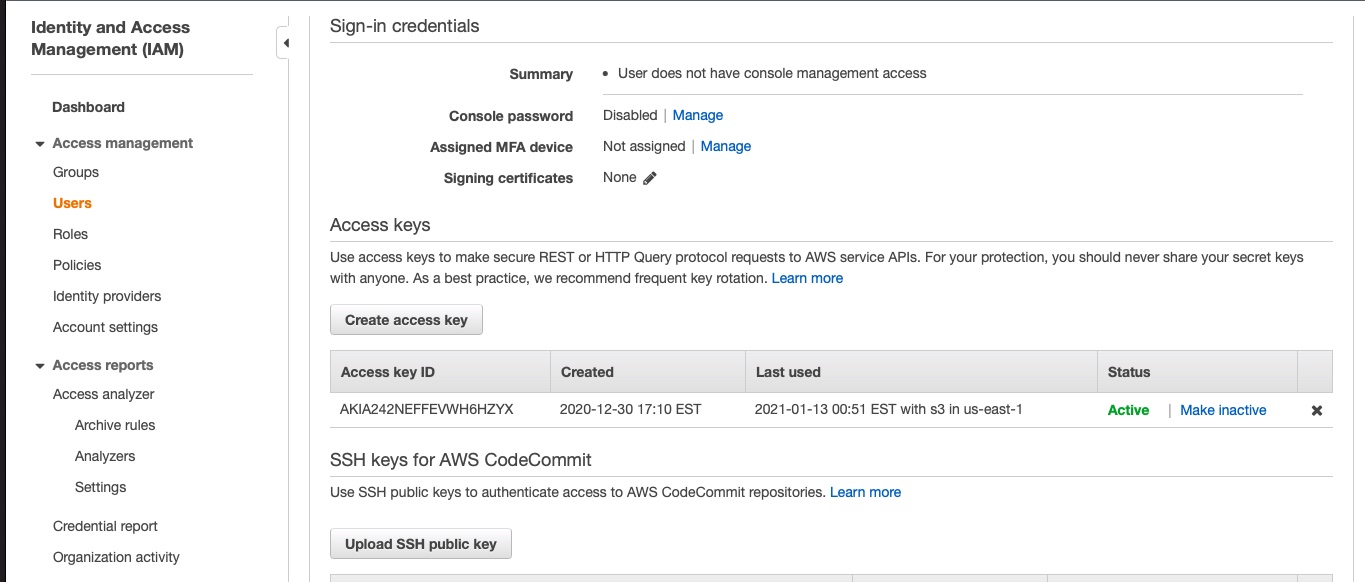 Identity and Access
Management (IAM)
Dashboard
Access management
Groups
Users
Roles
Policies
Identity providers
Account settings
Access reports
Access analyzer
Archive rules
Analyzers
Settings
Credential report
Organization activity
Sign-in credentials
Summary • User does not have console management access
Console password Disabled | Manage
Assigned MFA device Not assigned | Manage
Signing certificates None
Access keys
Use access keys to make secure REST or HTTP Query protocol requests to AWS service APIs. For your protection, you should never share your secret keys
with anyone. As a best practice, we recommend frequent key rotation. Learn more
Create access key
Access key ID Created Last used Status
AKIA242NEFFEVWH6HZYX 2020-12-30 17:10 EST 2021-01-13 00:51 EST with s3 in us-east-1 Active | Make inactive
SSH keys for AWS CodeCommit
Use SSH public keys to authenticate access to AWS CodeCommit repositories. Learn more
Upload SSH public key